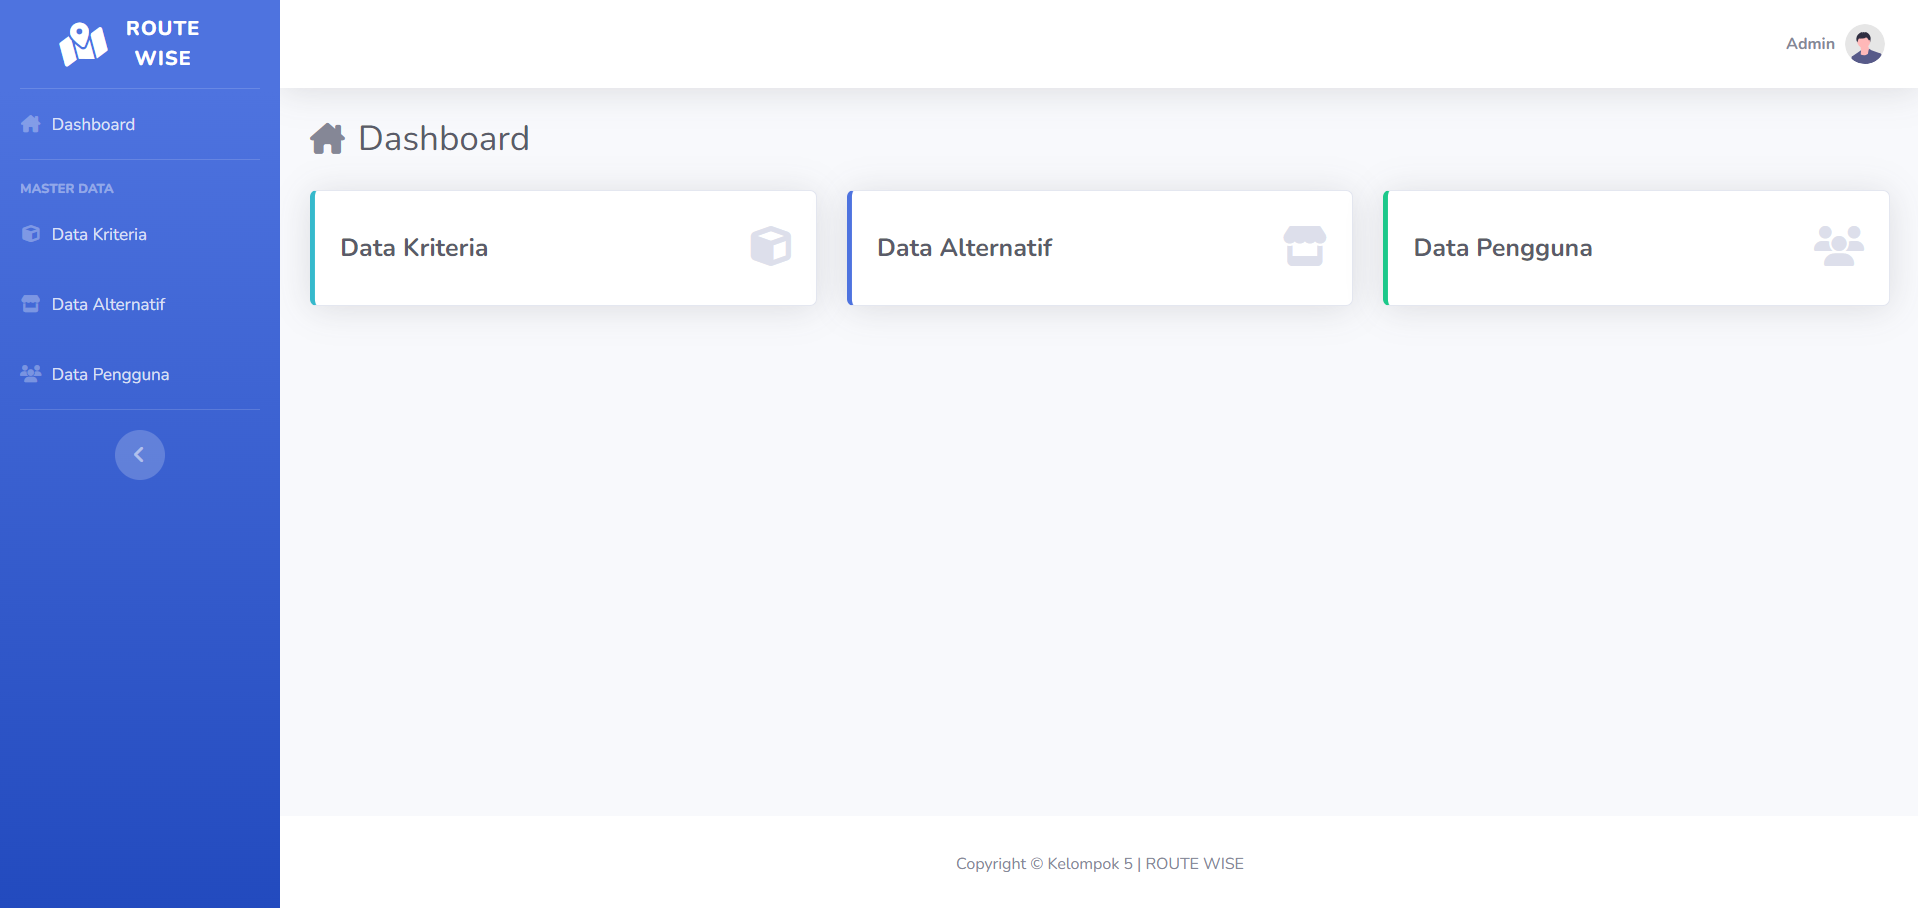 ROUTE
WISE
Dashboard
MASTER DATA
Data Kriteria
Data Alternatif
Data Pengguna
Admin
Dashboard
Data Kriteria
Data Alternatif
Data Pengguna
Copyright © Kelompok 5 | ROUTE WISE